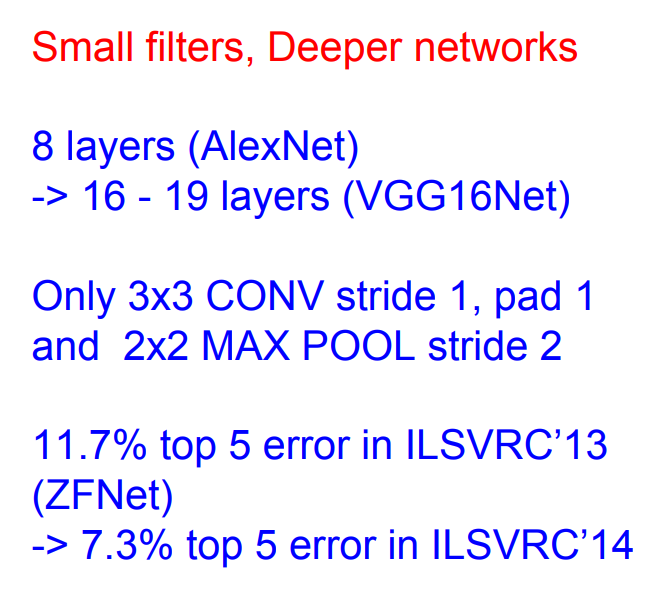 Small filters, Deeper networks
8 layers (AlexNet)
-> 16 - 19 layers (VGG16Net)
Only 3x3 CONV stride 1, pad 1
and  2x2 MAX POOL stride 2
11.7% top 5 error in ILSVRC’13
(ZFNet)
-> 7.3% top 5 error in ILSVRC’14